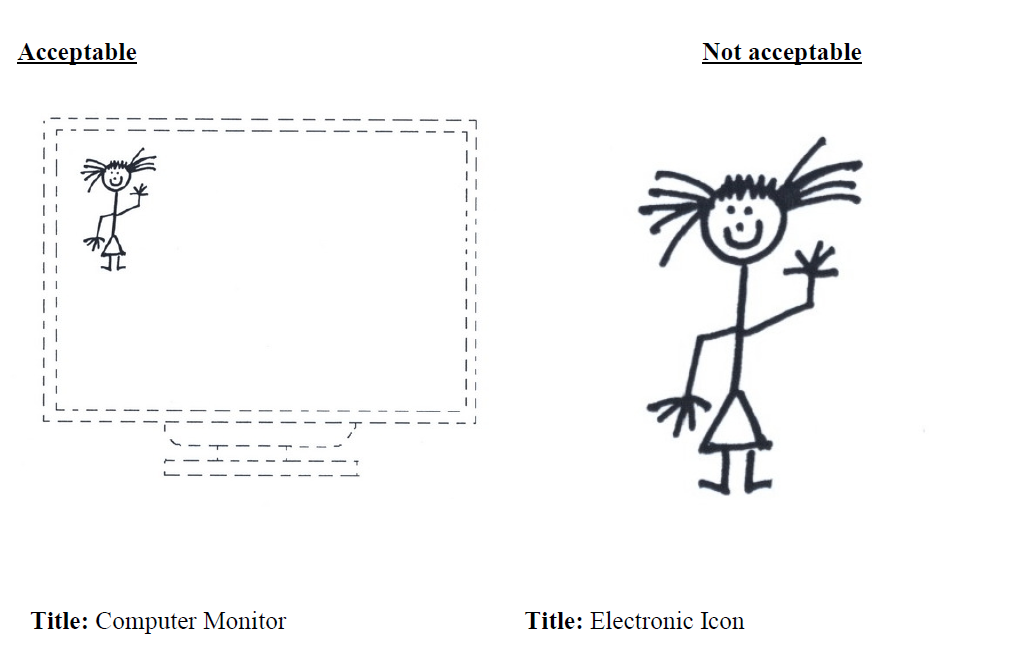 Acceptable
Not acceptable
Title: Computer Monitor
Title: Electronic Icon